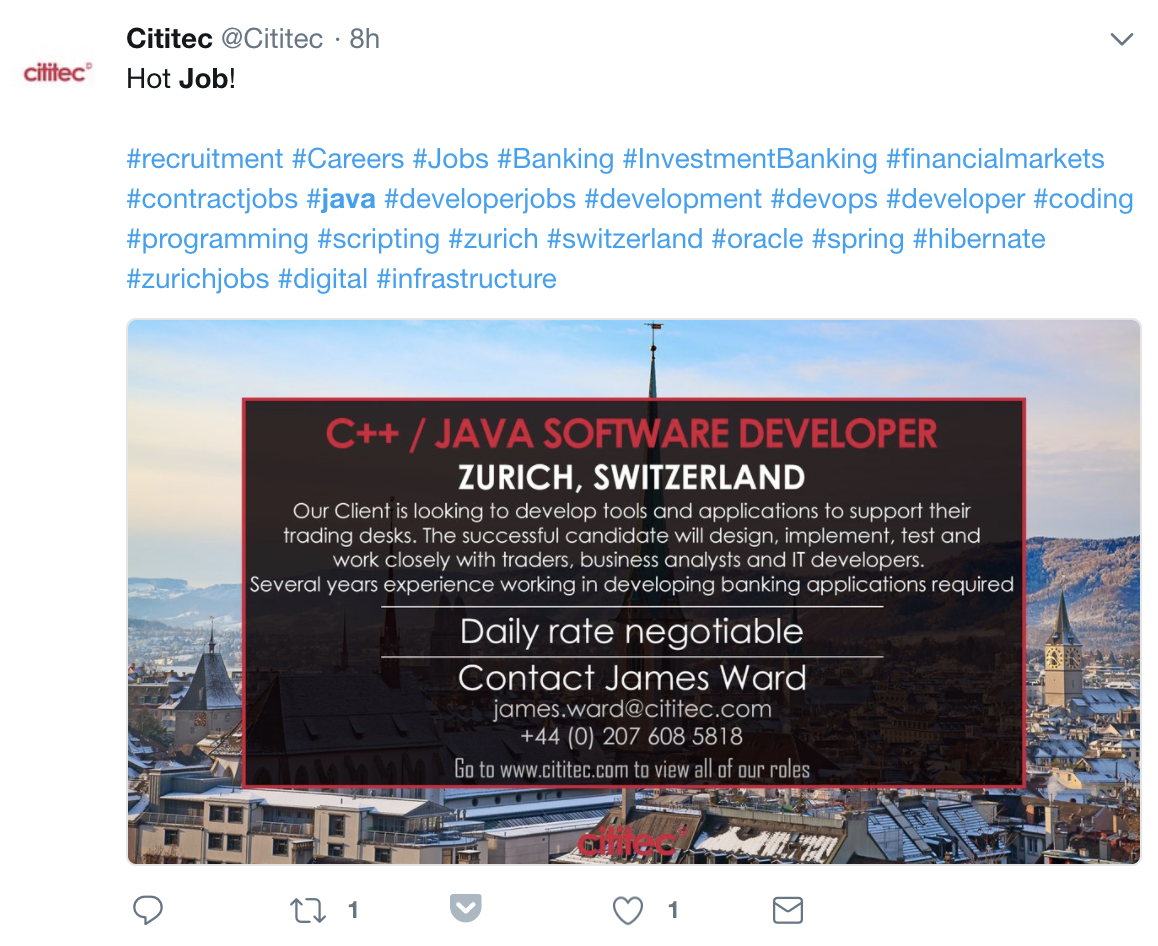 Cititec @Cititec · 8h
cititec
Hot Job!
#recruitment #Careers #Jobs #Banking #InvestmentBanking #financialmarkets
#contractjobs #java #developerjobs #development #devops #developer #coding
#programming #scripting #zurich #switzerland #oracle #spring #hibernate
#zurichjobs #digital #infrastructure
C++ / JAVA SOFTWARE DEVELOPER
ZURICH, SWITZERLAND
Our Client is looking to develop tools and applications to support their
trading desks. The successful candidate will design, implement, test and
work closely with traders, business analysts and IT developers.
Several years experience working in developing banking applications required
Daily rate negotiable
Contact James Ward
james.ward@cititec.com
+44 (0) 207 608 5818
Go to www.cititec.com to view all of our roles
cititec
1
1